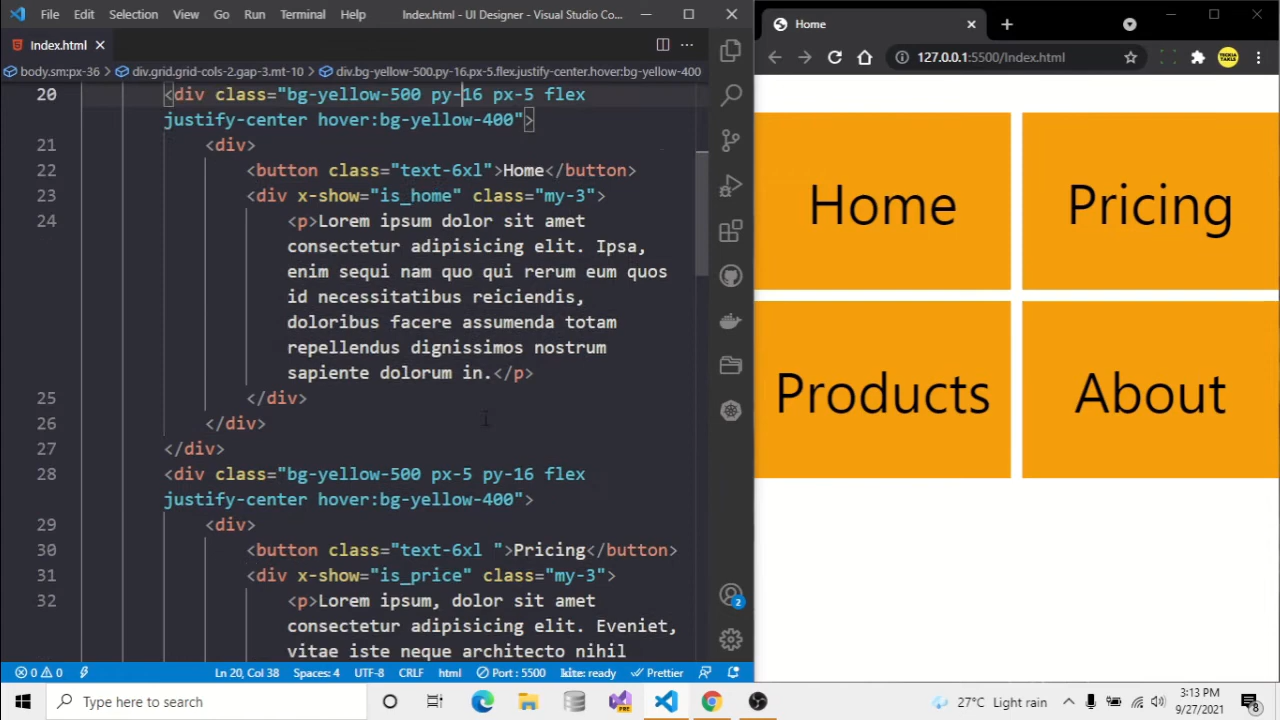 File Edit Selection View Go Run Terminal Help Index.html - UI Designer - Visual Studio Co...
Index.html
body.sm:px-36 div.grid.grid-cols-2.gap-3.mt-10 div.bg-yellow-500.py-16.px-5.flex.justify-center.hover:bg-yellow-400
20 <div class="bg-yellow-500 py-16 px-5 flex
justify-center hover:bg-yellow-400">
21 <div>
22 <button class="text-6xl">Home</button>
23 <div x-show="is_home" class="my-3">
24 <p>Lorem ipsum dolor sit amet
consectetur adipisicing elit. Ipsa,
enim sequi nam quo qui rerum eum quos
id necessitatibus reiciendis,
doloribus facere assumenda totam
repellendus dignissimos nostrum
sapiente dolorum in.</p>
25 </div>
26 </div>
27 </div>
28 <div class="bg-yellow-500 px-5 py-16 flex
justify-center hover:bg-yellow-400">
29 <div>
30 <button class="text-6xl ">Pricing</button>
31 <div x-show="is_price" class="my-3">
32 <p>Lorem ipsum, dolor sit amet
consectetur adipisicing elit. Eveniet,
vitae iste neque architecto nihil
2
0 0 Ln 20, Col 38 Spaces: 4 UTF-8 CRLF html Port : 5500 kite: ready Prettier
Home
127.0.0.1:5500/Index.html
Home Pricing
Products About
Type here to search
PRE
27°C Light rain
3:13 PM
9/27/2021
8